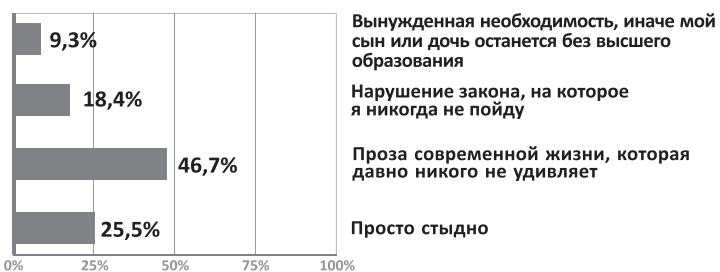 9,3%
Вынужденная необходимость, иначе мой
сын или дочь останется без высшего
образования
18,4%
Нарушение закона, на которое
я никогда не пойду
46,7%
Проза современной жизни, которая
давно никого не удивляет
25,5%
Просто стыдно
0% 25% 50% 75% 100%